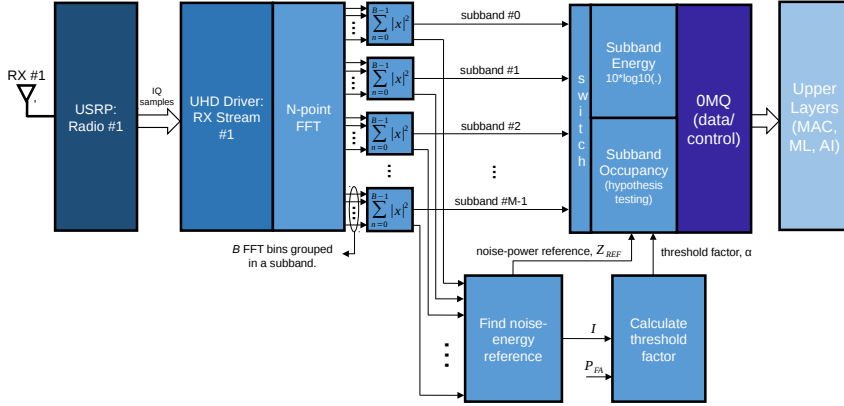 RX #1
USRP:
Radio #1
IQ
samples
UHD Driver:
RX Stream
#1
N-point
FFT
B−1
∑ |x|²
n=0
B−1
∑ |x|²
n=0
B−1
∑ |x|²
n=0
B−1
∑ |x|²
n=0
subband #0
subband #1
subband #2
subband #M-1
B FFT bins grouped
in a subband.
s
w
i
t
c
h
Subband
Energy
10*log10(.)
Subband
Occupancy
(hypothesis
testing)
0MQ
(data/
control)
Upper
Layers
(MAC,
ML, AI)
noise-power reference, Z_REF
threshold factor, α
Find noise-
energy
reference
I
P_FA
Calculate
threshold
factor